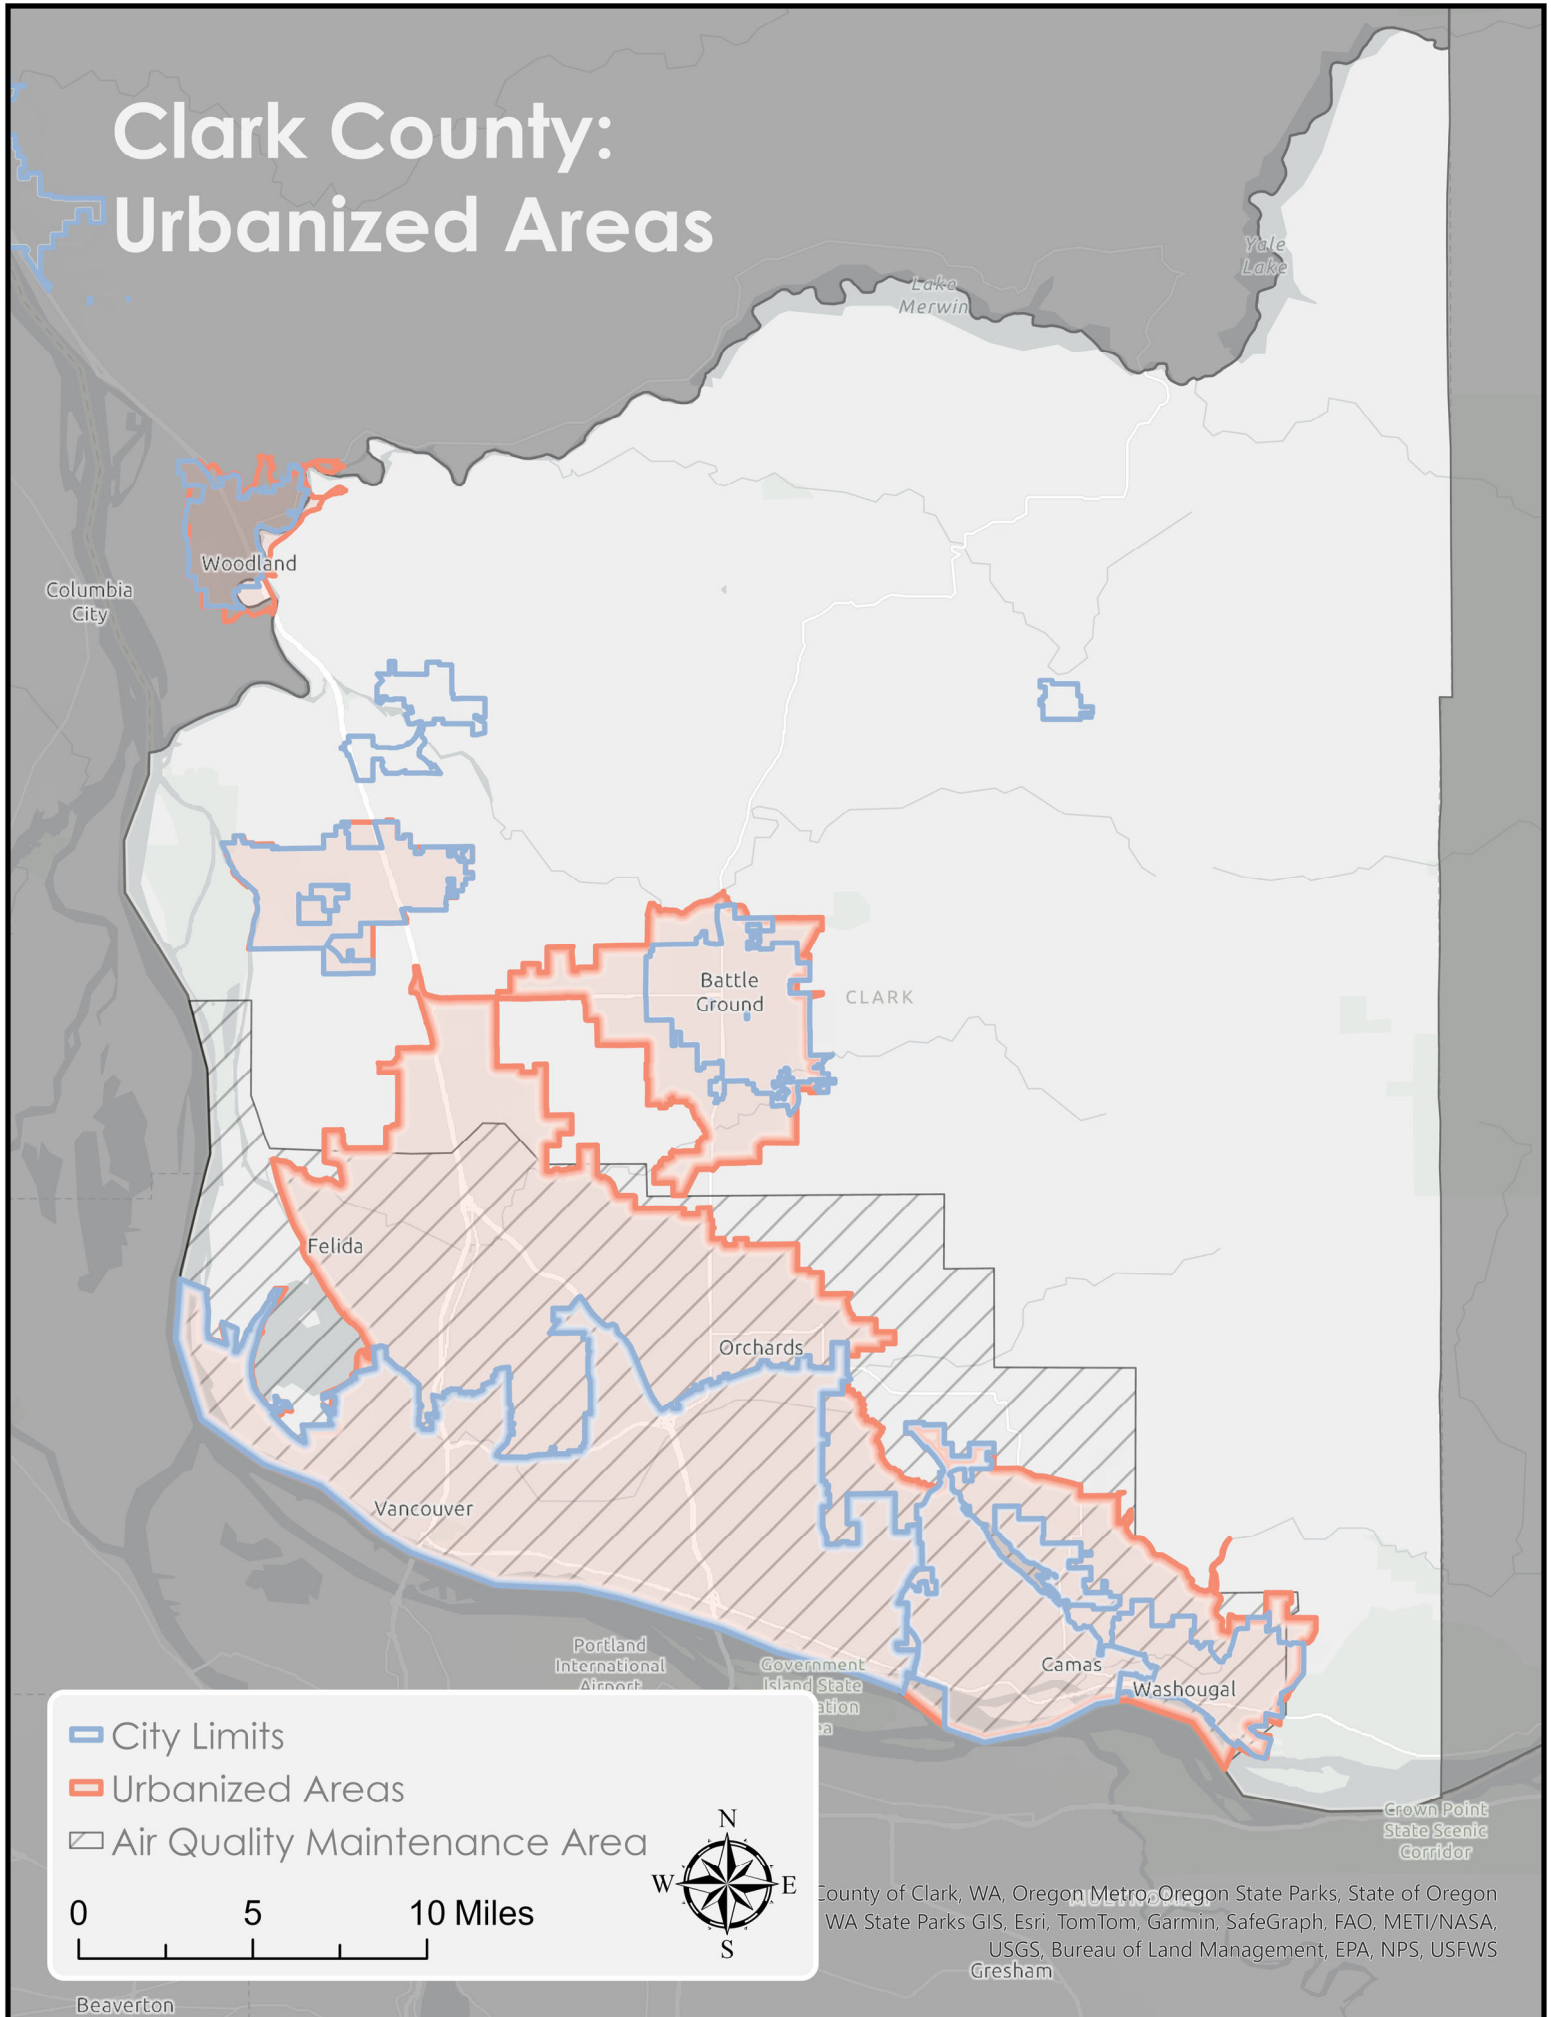 Clark County:
Urbanized Areas
Yale
Lake
Lake
Merwin
Woodland
Columbia
City
Battle
Ground
CLARK
Felida
Orchards
Vancouver
Portland
International
Airport
Government
Island State
Camas
Washougal
City Limits
Urbanized Areas
Air Quality Maintenance Area
0 5 10 Miles
N
W E
S
Crown Point
State Scenic
Corridor
County of Clark, WA, Oregon Metro, Oregon State Parks, State of Oregon
WA State Parks GIS, Esri, TomTom, Garmin, SafeGraph, FAO, METI/NASA,
USGS, Bureau of Land Management, EPA, NPS, USFWS
Gresham
Beaverton